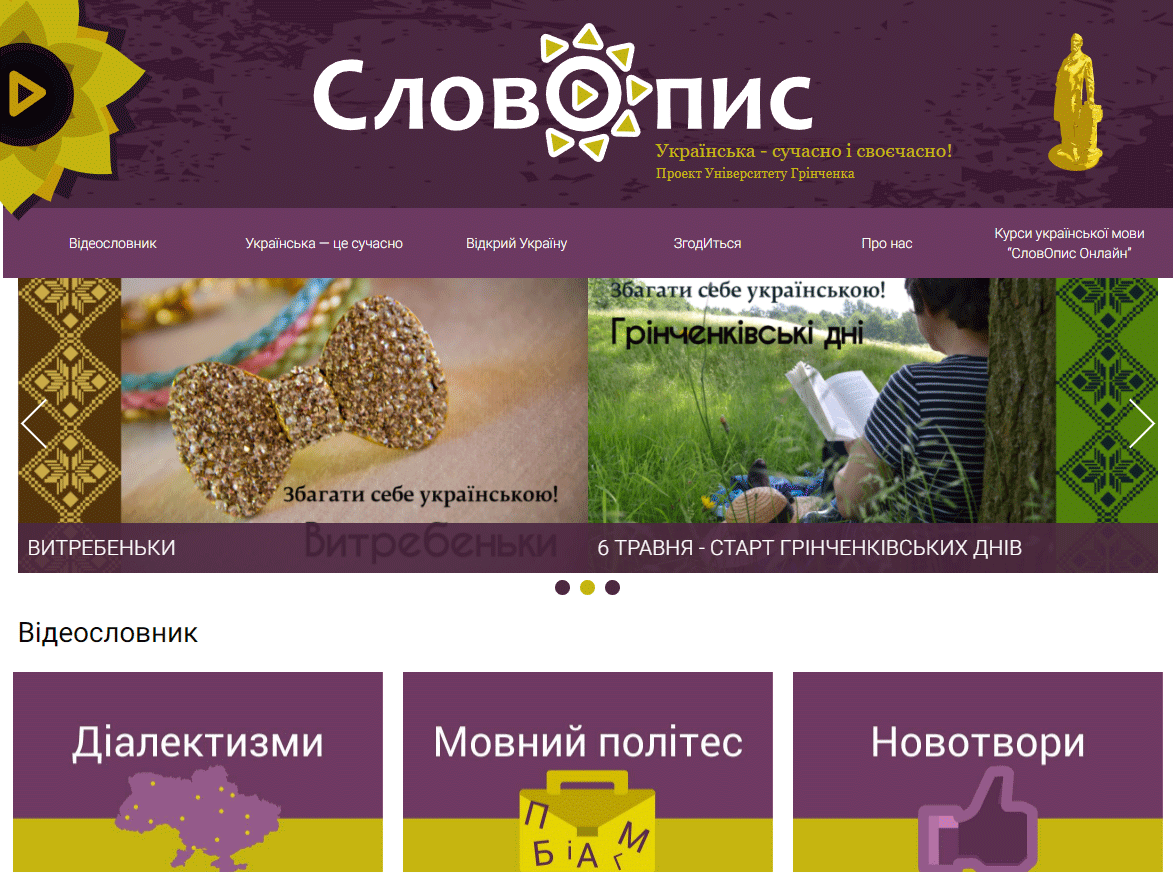 СловОпис
Українська - сучасно і своєчасно!
Проект Університету Грінченка
Відеословник
Українська — це сучасно
Відкрий Україну
ЗгодИться
Про нас
Курси української мови
“СловОпис Онлайн”
Збагати себе українською!
Витребеньки
ВИТРЕБЕНЬКИ
Збагати себе українською!
Грінченківські дні
6 ТРАВНЯ - СТАРТ ГРІНЧЕНКІВСЬКИХ ДНІВ
Відеословник
Діалектизми
Мовний політес
П
Б і А Г М
Новотвори